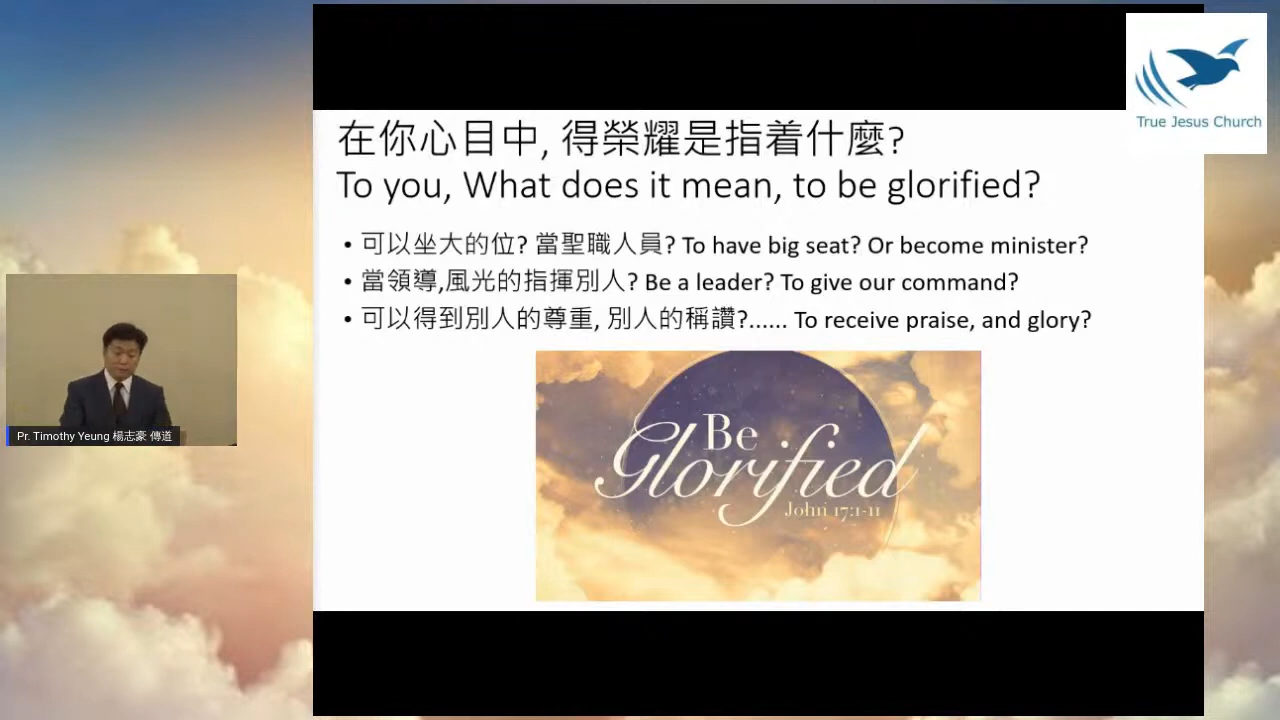 True Jesus Church
在你心目中, 得榮耀是指着什麼?
To you, What does it mean, to be glorified?
• 可以坐大的位? 當聖職人員? To have big seat? Or become minister?
• 當領導,風光的指揮別人? Be a leader? To give our command?
• 可以得到別人的尊重, 別人的稱讚?...... To receive praise, and glory?
Be
Glorified
John 17:1-11
Pr. Timothy Yeung 楊志豪 傳道